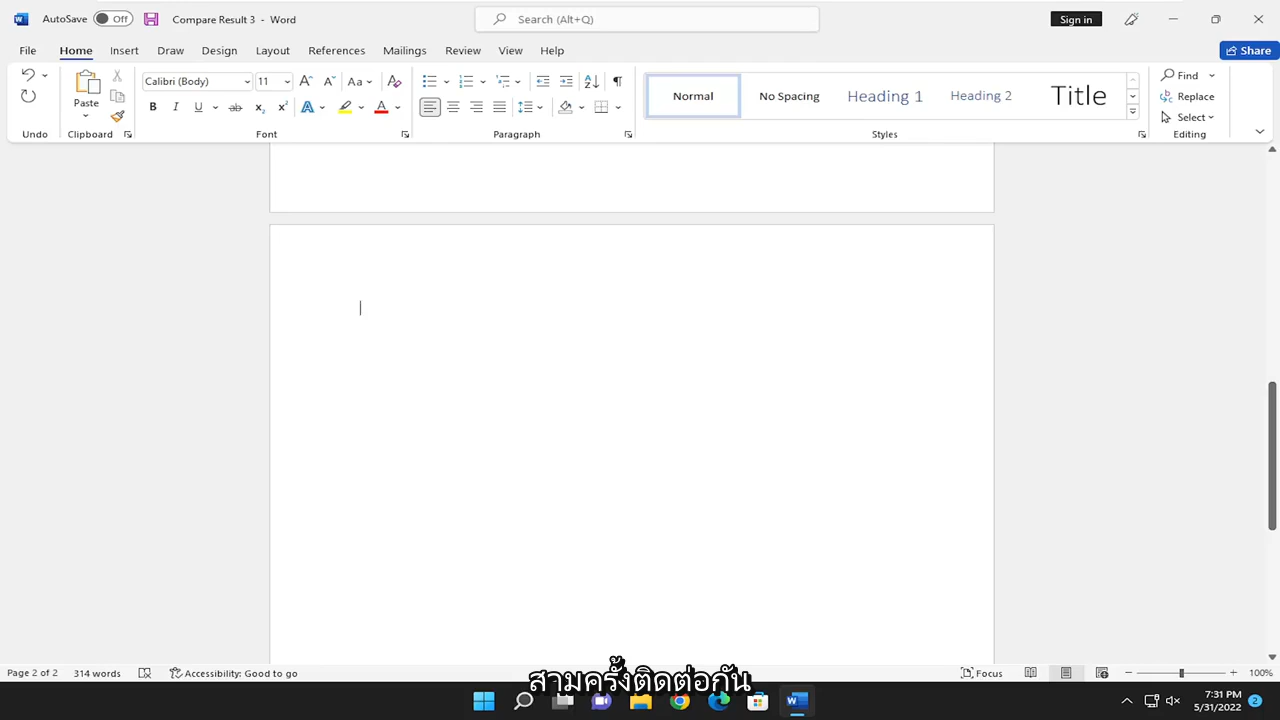 AutoSave Off Compare Result 3 - Word Search (Alt+Q) Sign in
File Home Insert Draw Design Layout References Mailings Review View Help Share
Calibri (Body) 11 Aa
Paste
Normal No Spacing Heading 1 Heading 2 Title
Find
Replace
Select
Undo Clipboard Font Paragraph Styles Editing
Page 2 of 2 314 words Accessibility: Good to go Focus 100%
สามครั้งติดต่อกัน
7:31 PM
5/31/2022 2